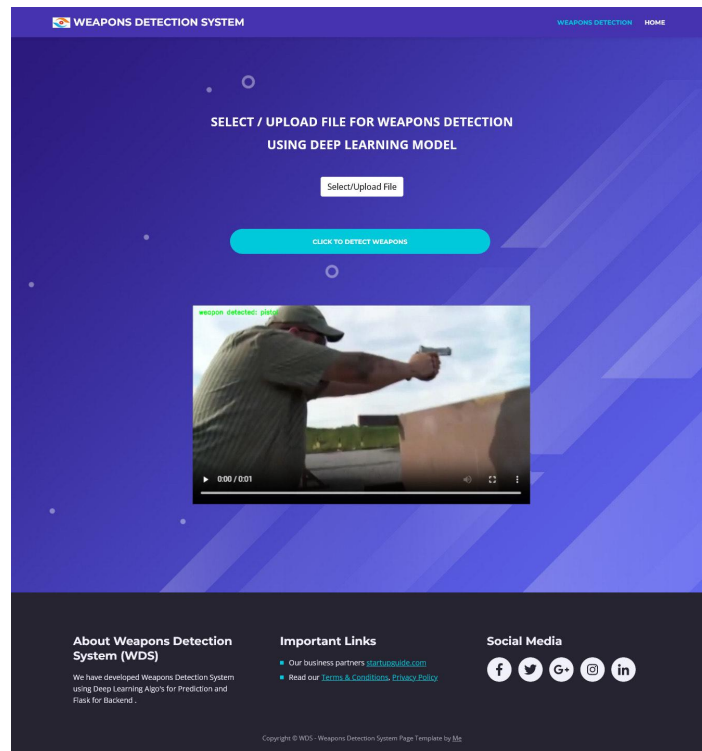 WEAPONS DETECTION SYSTEM
WEAPONS DETECTION HOME
SELECT / UPLOAD FILE FOR WEAPONS DETECTION
USING DEEP LEARNING MODEL
Select/Upload File
CLICK TO DETECT WEAPONS
weapon detected: pistol
0:00 / 0:01
About Weapons Detection
System (WDS)
We have developed Weapons Detection System
using Deep Learning Algo's for Prediction and
Flask for Backend .
Important Links
Our business partners startupguide.com
Read our Terms & Conditions, Privacy Policy
Social Media
f G+ in
Copyright © WDS - Weapons Detection System Page Template by Me